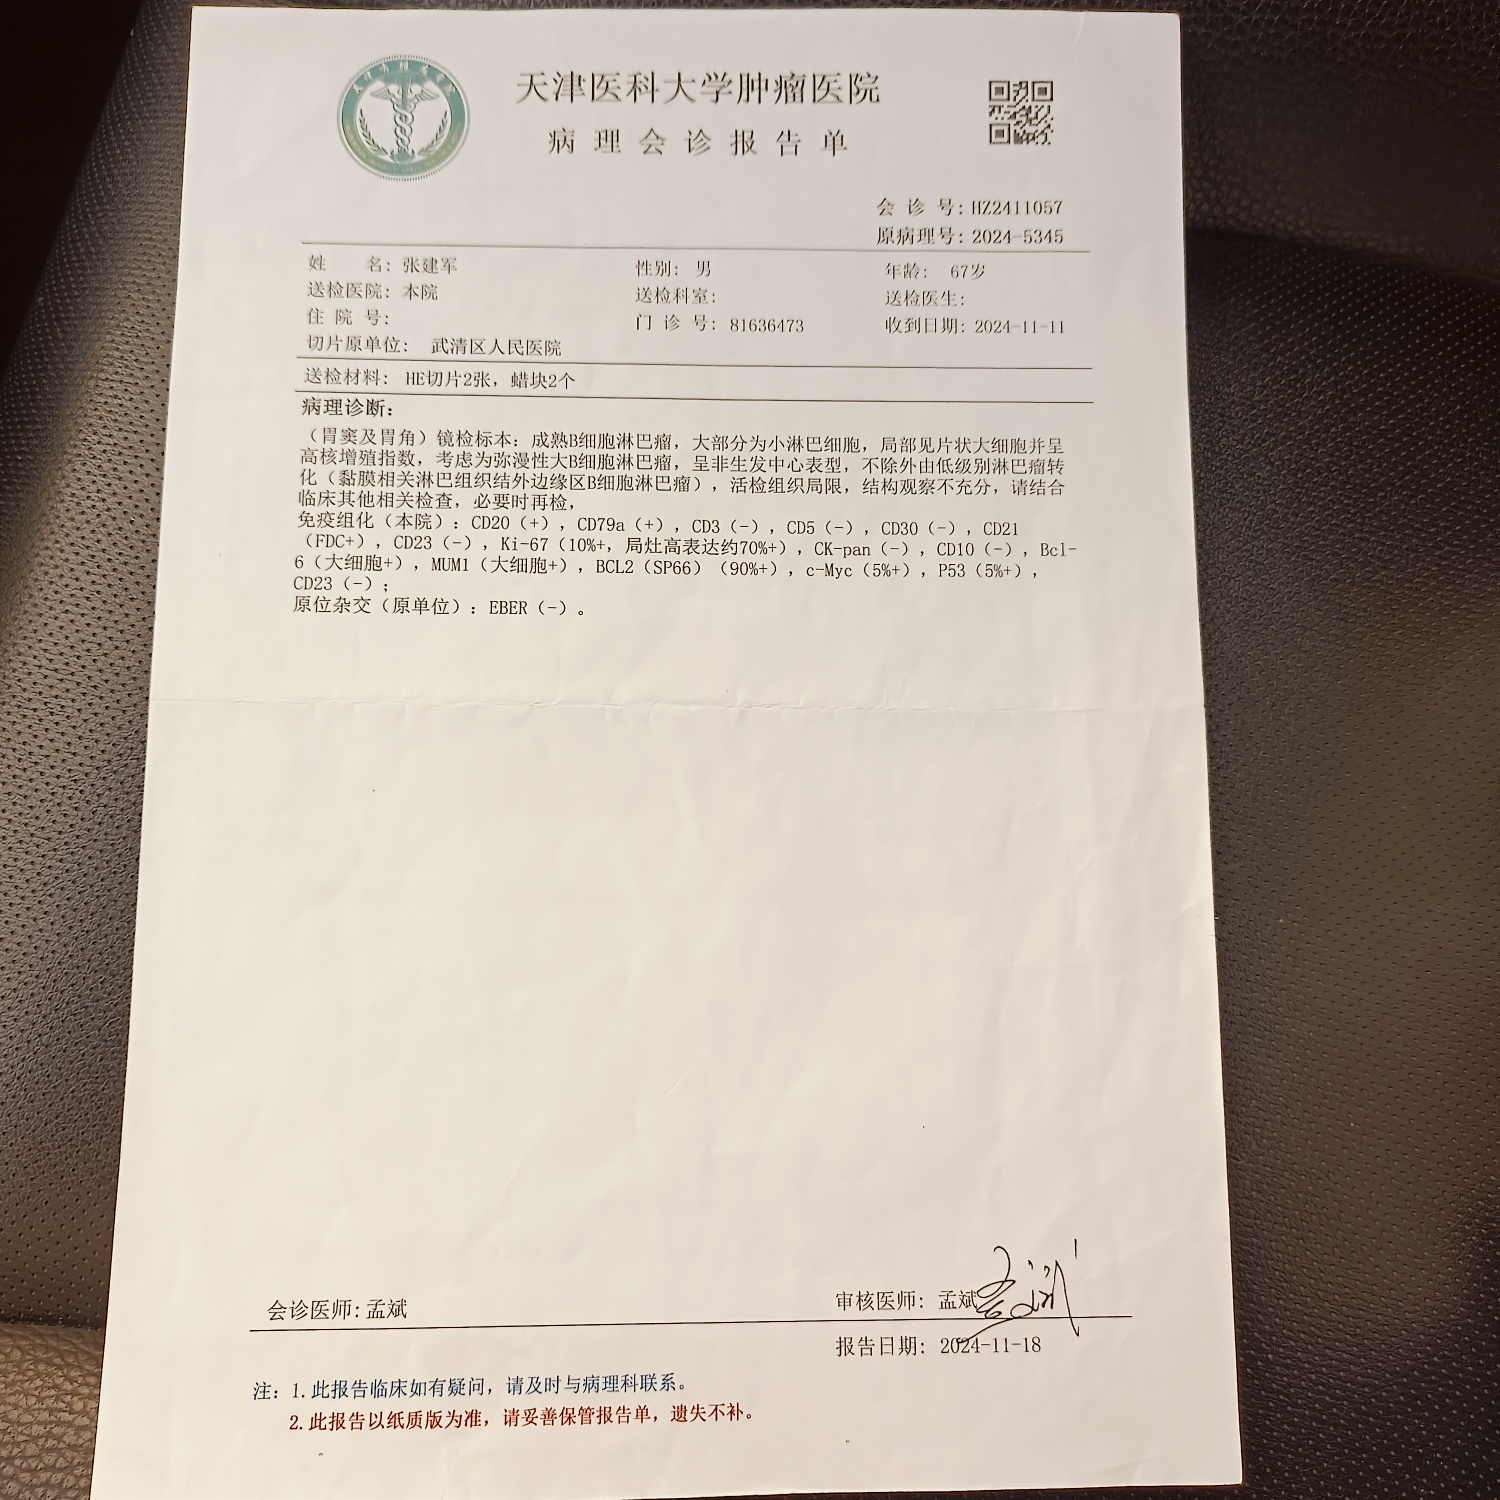 天津医科大学肿瘤医院
病理会诊报告单
会 诊 号: HZ2411057
原病理号: 2024-5345
姓 名: 张建军 性别: 男 年龄: 67岁
送检医院: 本院 送检科室: 送检医生:
住 院 号: 门 诊 号: 81636473 收到日期: 2024-11-11
切片原单位: 武清区人民医院
送检材料: HE切片2张, 蜡块2个
病理诊断:
（胃窦及胃角）镜检标本: 成熟B细胞淋巴瘤, 大部分为小淋巴细胞, 局部见片状大细胞并呈
高核增殖指数, 考虑为弥漫性大B细胞淋巴瘤, 呈非生发中心表型, 不除外由低级别淋巴瘤转
化（黏膜相关淋巴组织结外边缘区B细胞淋巴瘤）, 活检组织局限, 结构观察不充分, 请结合
临床其他相关检查, 必要时再检,
免疫组化（本院）: CD20（+）, CD79a（+）, CD3（-）, CD5（-）, CD30（-）, CD21
（FDC+）, CD23（-）, Ki-67（10%+, 局灶高表达约70%+）, CK-pan（-）, CD10（-）, Bcl-
6（大细胞+）, MUM1（大细胞+）, BCL2（SP66）（90%+）, c-Myc（5%+）, P53（5%+）,
CD23（-）;
原位杂交（原单位）: EBER（-）。
会诊医师: 孟斌 审核医师: 孟斌 孟斌
报告日期: 2024-11-18
注: 1.此报告临床如有疑问, 请及时与病理科联系。
2.此报告以纸质版为准, 请妥善保管报告单, 遗失不补。